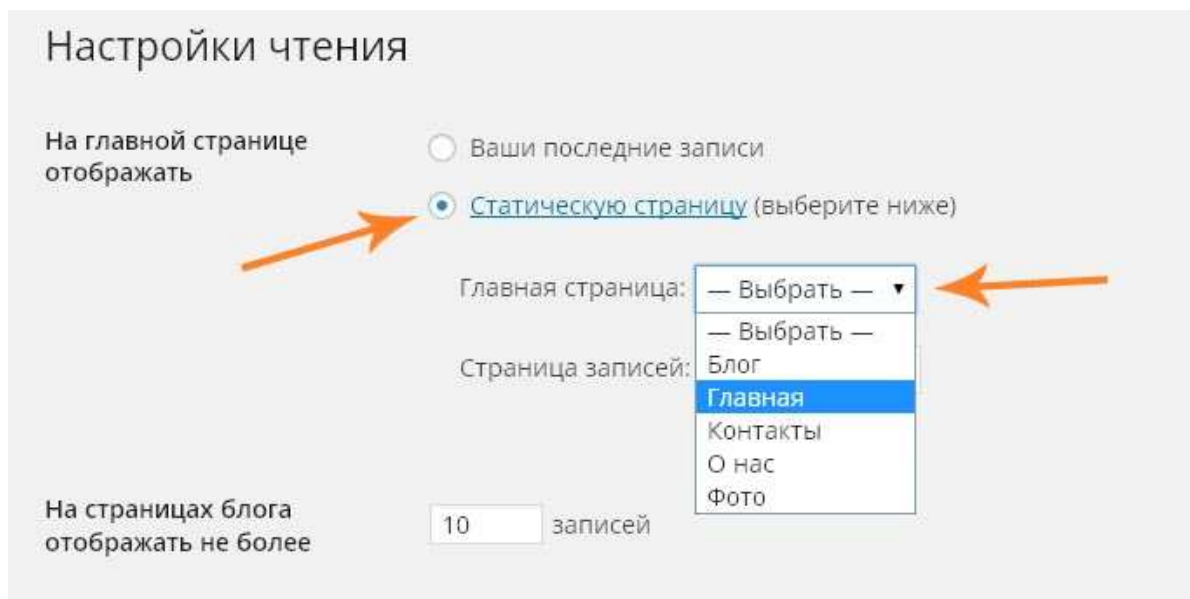 Настройки чтения
На главной странице
отображать
Ваши последние записи
Статическую страницу (выберите ниже)
Главная страница: — Выбрать —
— Выбрать —
Страница записей:
Блог
Главная
Контакты
О нас
Фото
На страницах блога
отображать не более
10 записей